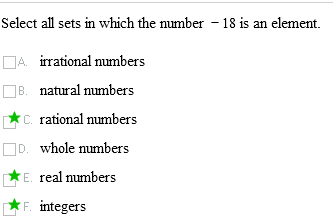 Select all sets in which the number −18 is an element.
A. irrational numbers
B. natural numbers
C. rational numbers
D. whole numbers
E. real numbers
F. integers